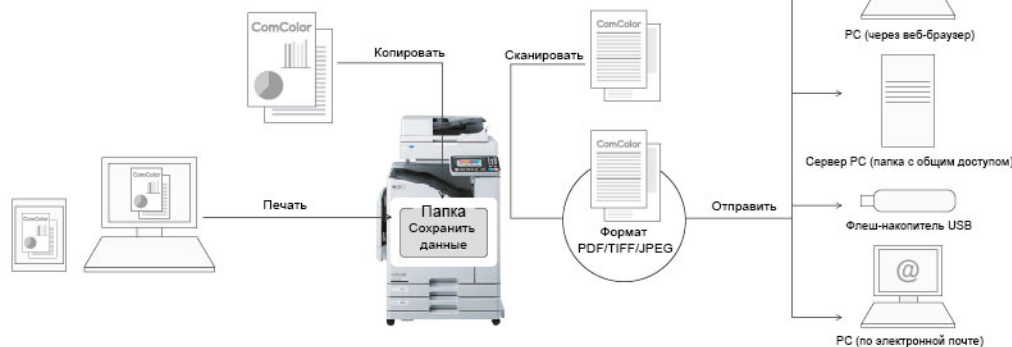 ComColor
Копировать
Сканировать
ComColor
PC (через веб-браузер)
Сервер PC (папка с общим доступом)
ComColor
ComColor
Печать
Папка
Сохранить
данные
ComColor
Формат
PDF/TIFF/JPEG
Отправить
Флеш-накопитель USB
@
PC (по электронной почте)